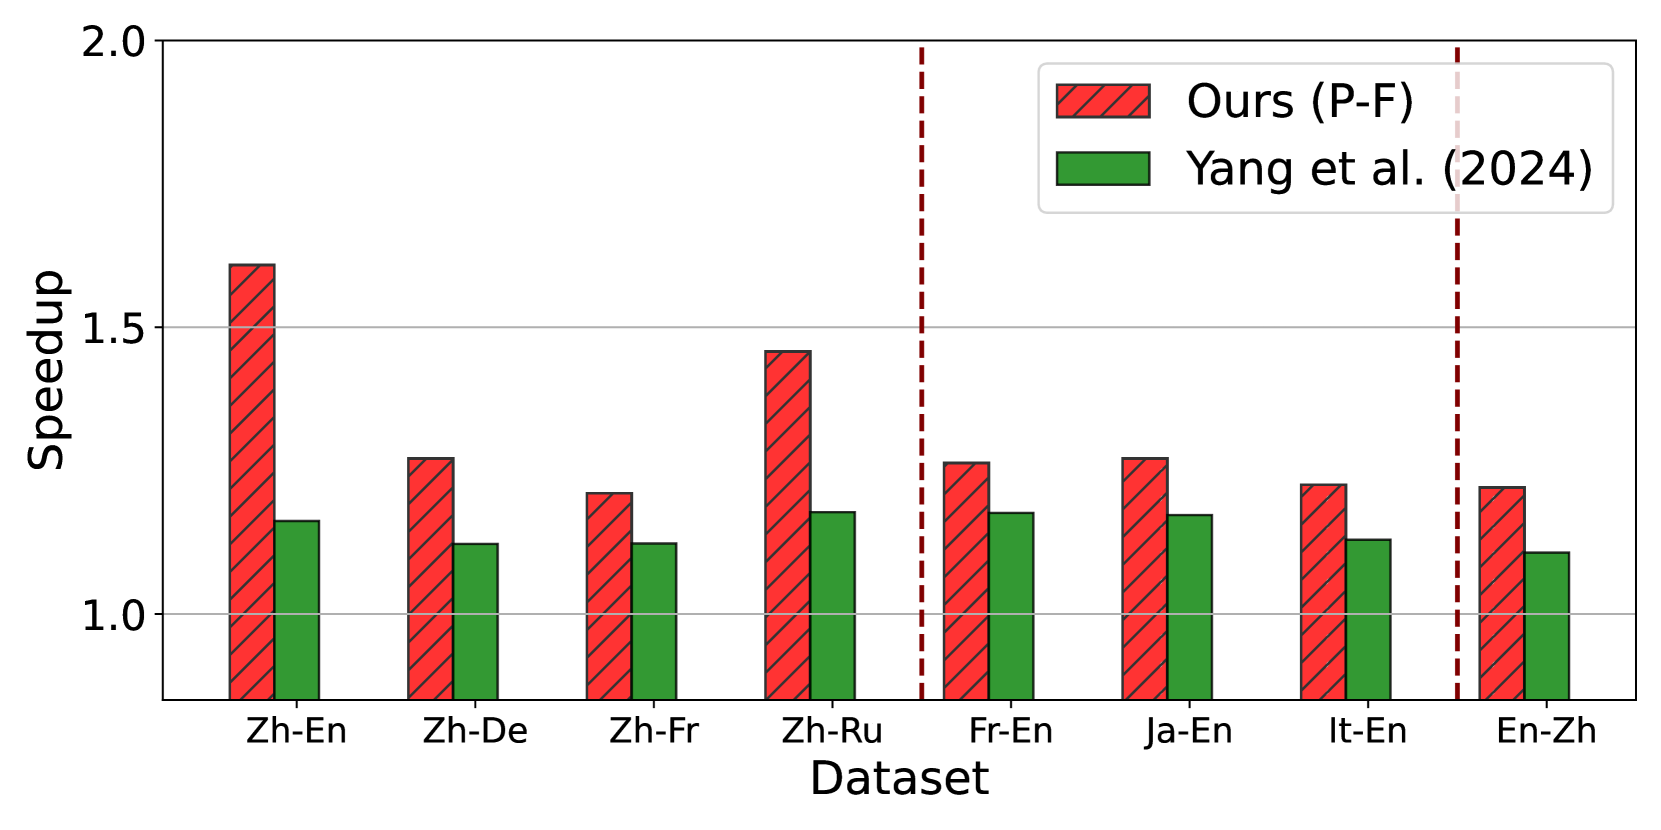 2.0
1.5
1.0
Speedup
Ours (P-F)
Yang et al. (2024)
Zh-En Zh-De Zh-Fr Zh-Ru Fr-En Ja-En It-En En-Zh
Dataset